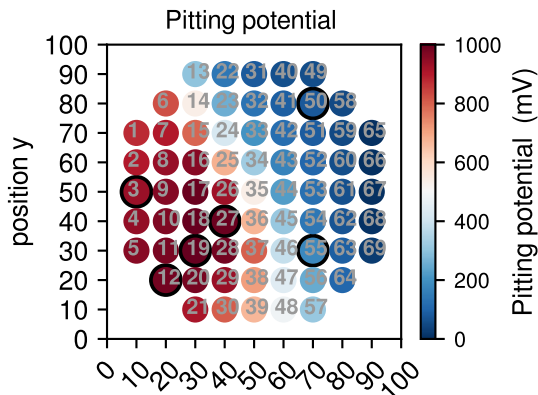 Pitting potential
100
90
80
70
60
50
40
30
20
10
0
position y
13 22 31 40 49
6 14 23 32 41 50 58
1 7 15 24 33 42 51 59 65
2 8 16 25 34 43 52 60 66
3 9 17 26 35 44 53 61 67
4 10 18 27 36 45 54 62 68
5 11 19 28 37 46 55 63 69
12 20 29 38 47 56 64
21 30 39 48 57
0 10 20 30 40 50 60 70 80 90 100
1000
800
600
400
200
0
Pitting potential (mV)